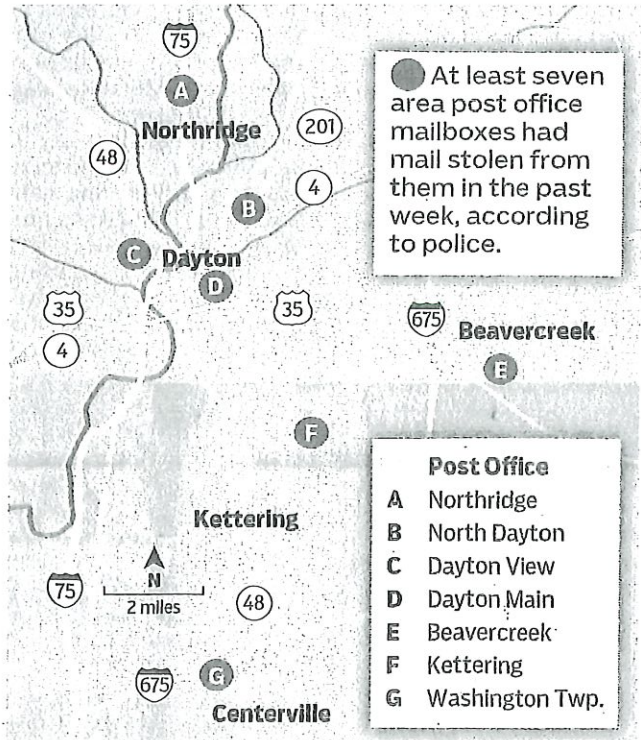 75
A
Northridge
201
48
4
B
C
Dayton
D
35
35
4
675
Beavercreek
E
F
Kettering
N
2 miles
75
48
675
G
Centerville
At least seven
area post office
mailboxes had
mail stolen from
them in the past
week, according
to police.
Post Office
A Northridge
B North Dayton
C Dayton View
D Dayton Main
E Beavercreek
F Kettering
G Washington Twp.